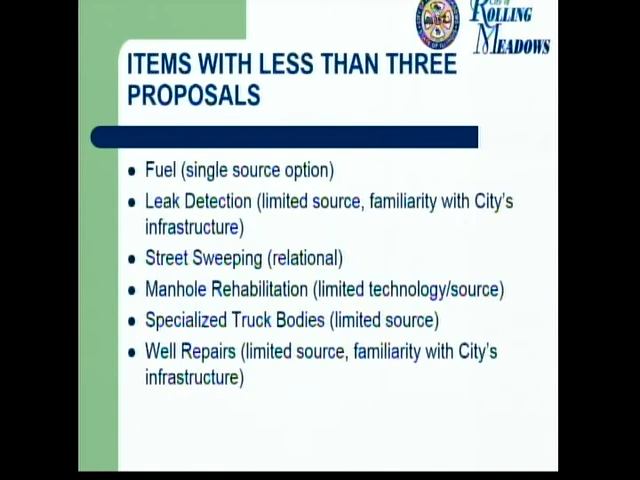 City of
ROLLING
MEADOWS
ITEMS WITH LESS THAN THREE
PROPOSALS
• Fuel (single source option)
• Leak Detection (limited source, familiarity with City's
infrastructure)
• Street Sweeping (relational)
• Manhole Rehabilitation (limited technology/source)
• Specialized Truck Bodies (limited source)
• Well Repairs (limited source, familiarity with City's
infrastructure)